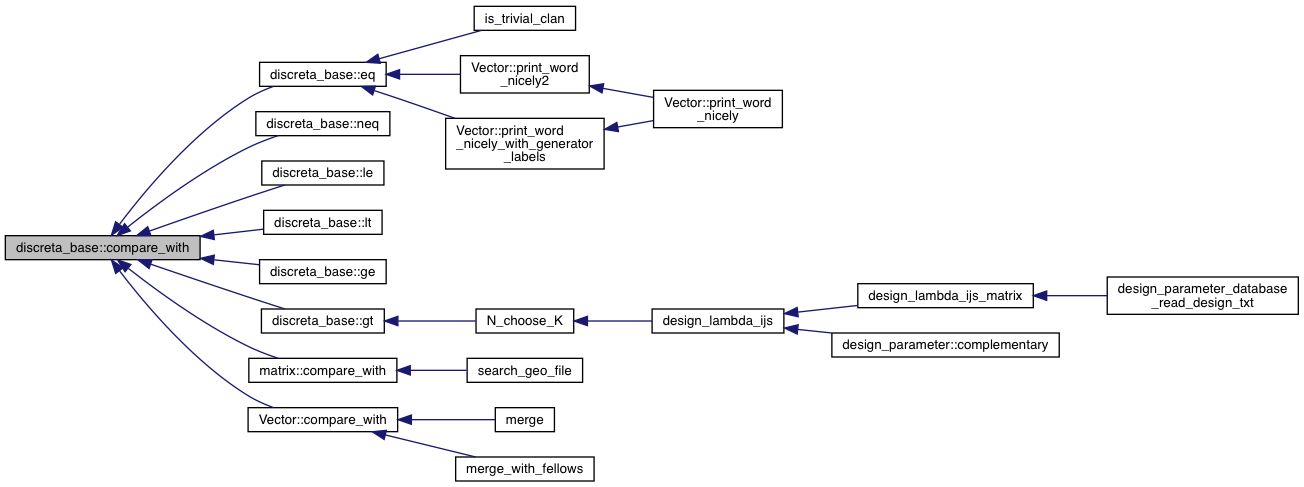 is_trivial_clan
discreta_base::eq
Vector::print_word
_nicely2
Vector::print_word
_nicely
discreta_base::neq
Vector::print_word
_nicely_with_generator
_labels
discreta_base::le
discreta_base::lt
discreta_base::compare_with
discreta_base::ge
discreta_base::gt
N_choose_K
design_lambda_ijs
design_lambda_ijs_matrix
design_parameter_database
_read_design_txt
design_parameter::complementary
matrix::compare_with
search_geo_file
Vector::compare_with
merge
merge_with_fellows